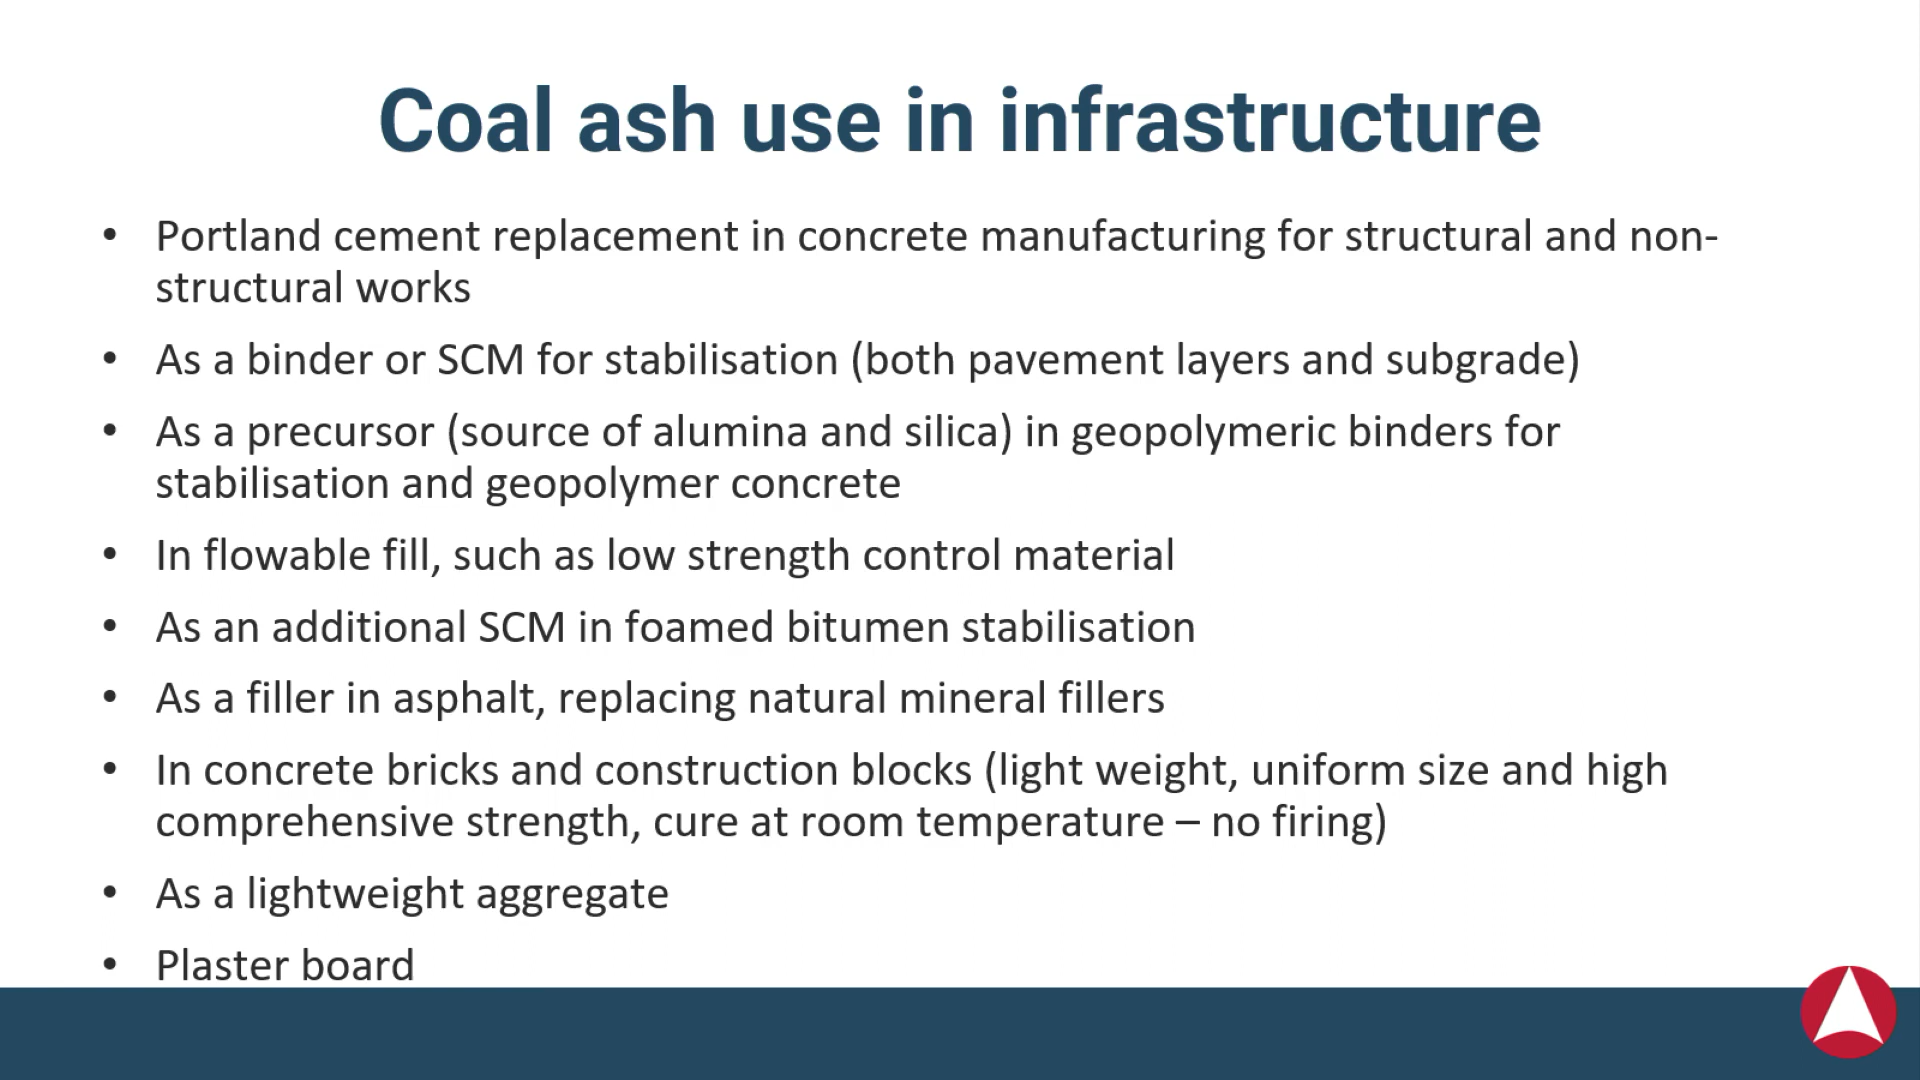 Coal ash use in infrastructure
• Portland cement replacement in concrete manufacturing for structural and non-
structural works
• As a binder or SCM for stabilisation (both pavement layers and subgrade)
• As a precursor (source of alumina and silica) in geopolymeric binders for
stabilisation and geopolymer concrete
• In flowable fill, such as low strength control material
• As an additional SCM in foamed bitumen stabilisation
• As a filler in asphalt, replacing natural mineral fillers
• In concrete bricks and construction blocks (light weight, uniform size and high
comprehensive strength, cure at room temperature – no firing)
• As a lightweight aggregate
• Plaster board